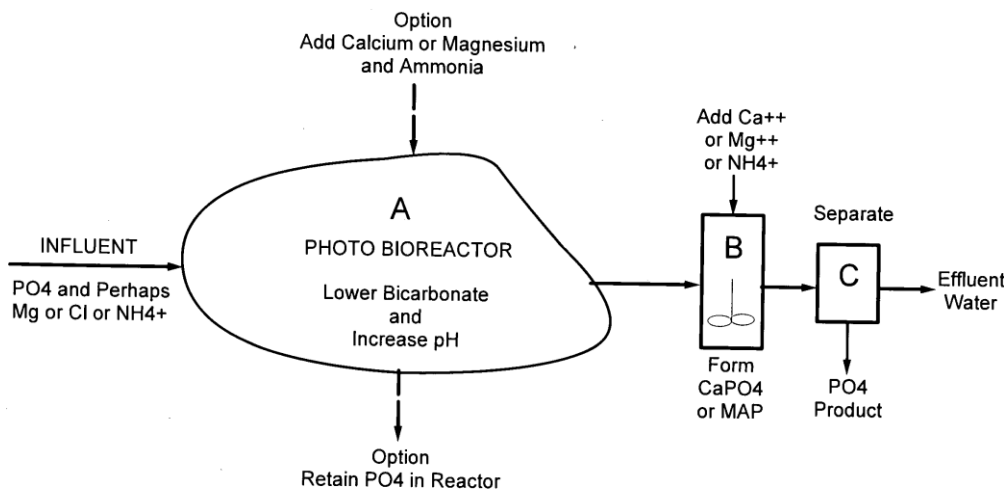 Option
Add Calcium or Magnesium
and Ammonia
Add Ca++
or Mg++
or NH4+
Separate
A
B
C
INFLUENT
PHOTO BIOREACTOR
PO4 and Perhaps
Mg or Cl or NH4+
Lower Bicarbonate
and
Increase pH
Effluent
Water
Form
CaPO4
or MAP
PO4
Product
Option
Retain PO4 in Reactor